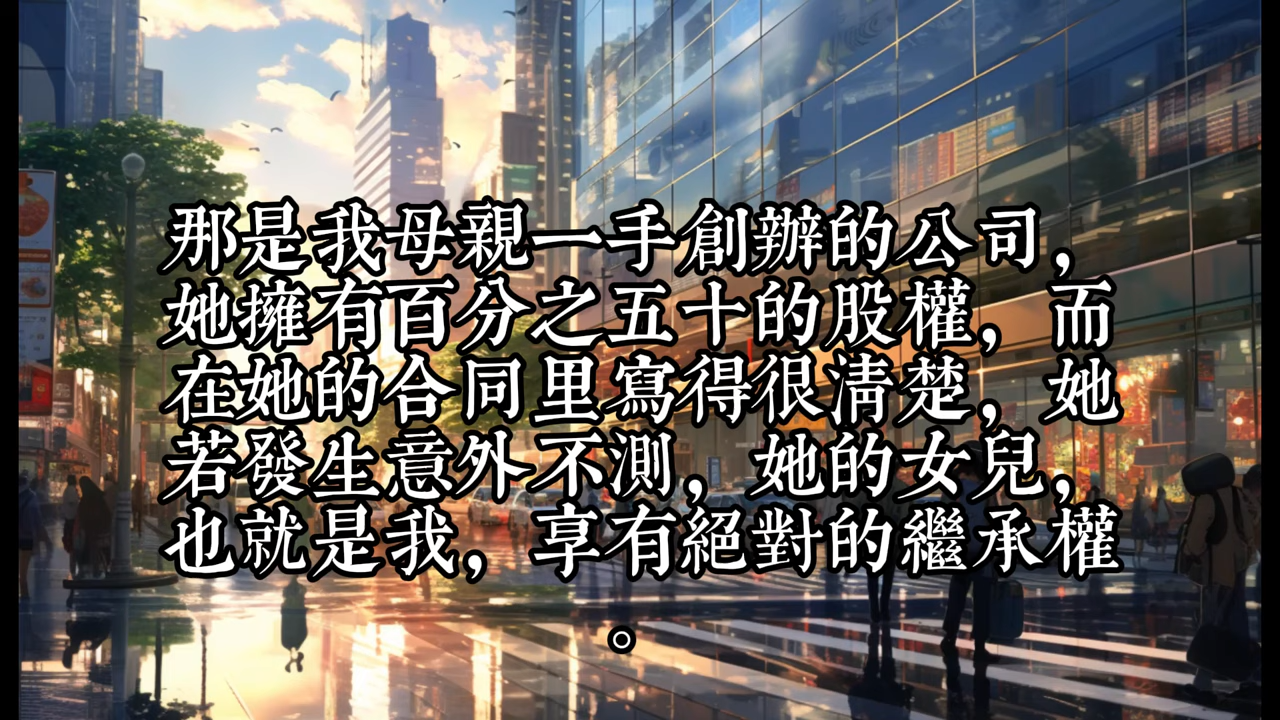 那是我母親一手創辦的公司，
她擁有百分之五十的股權，而
在她的合同里寫得很淸楚，她
若發生意外不測，她的女兒，
也就是我，享有絕對的繼承權
。